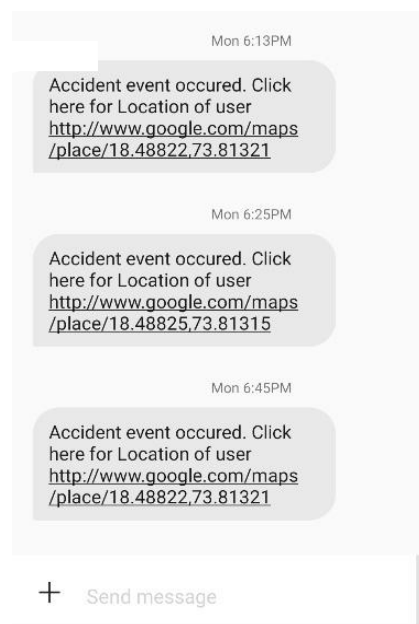 Mon 6:13PM
Accident event occured. Click
here for Location of user
http://www.google.com/maps
/place/18.48822,73.81321
Mon 6:25PM
Accident event occured. Click
here for Location of user
http://www.google.com/maps
/place/18.48825,73.81315
Mon 6:45PM
Accident event occured. Click
here for Location of user
http://www.google.com/maps
/place/18.48822,73.81321
+ Send message